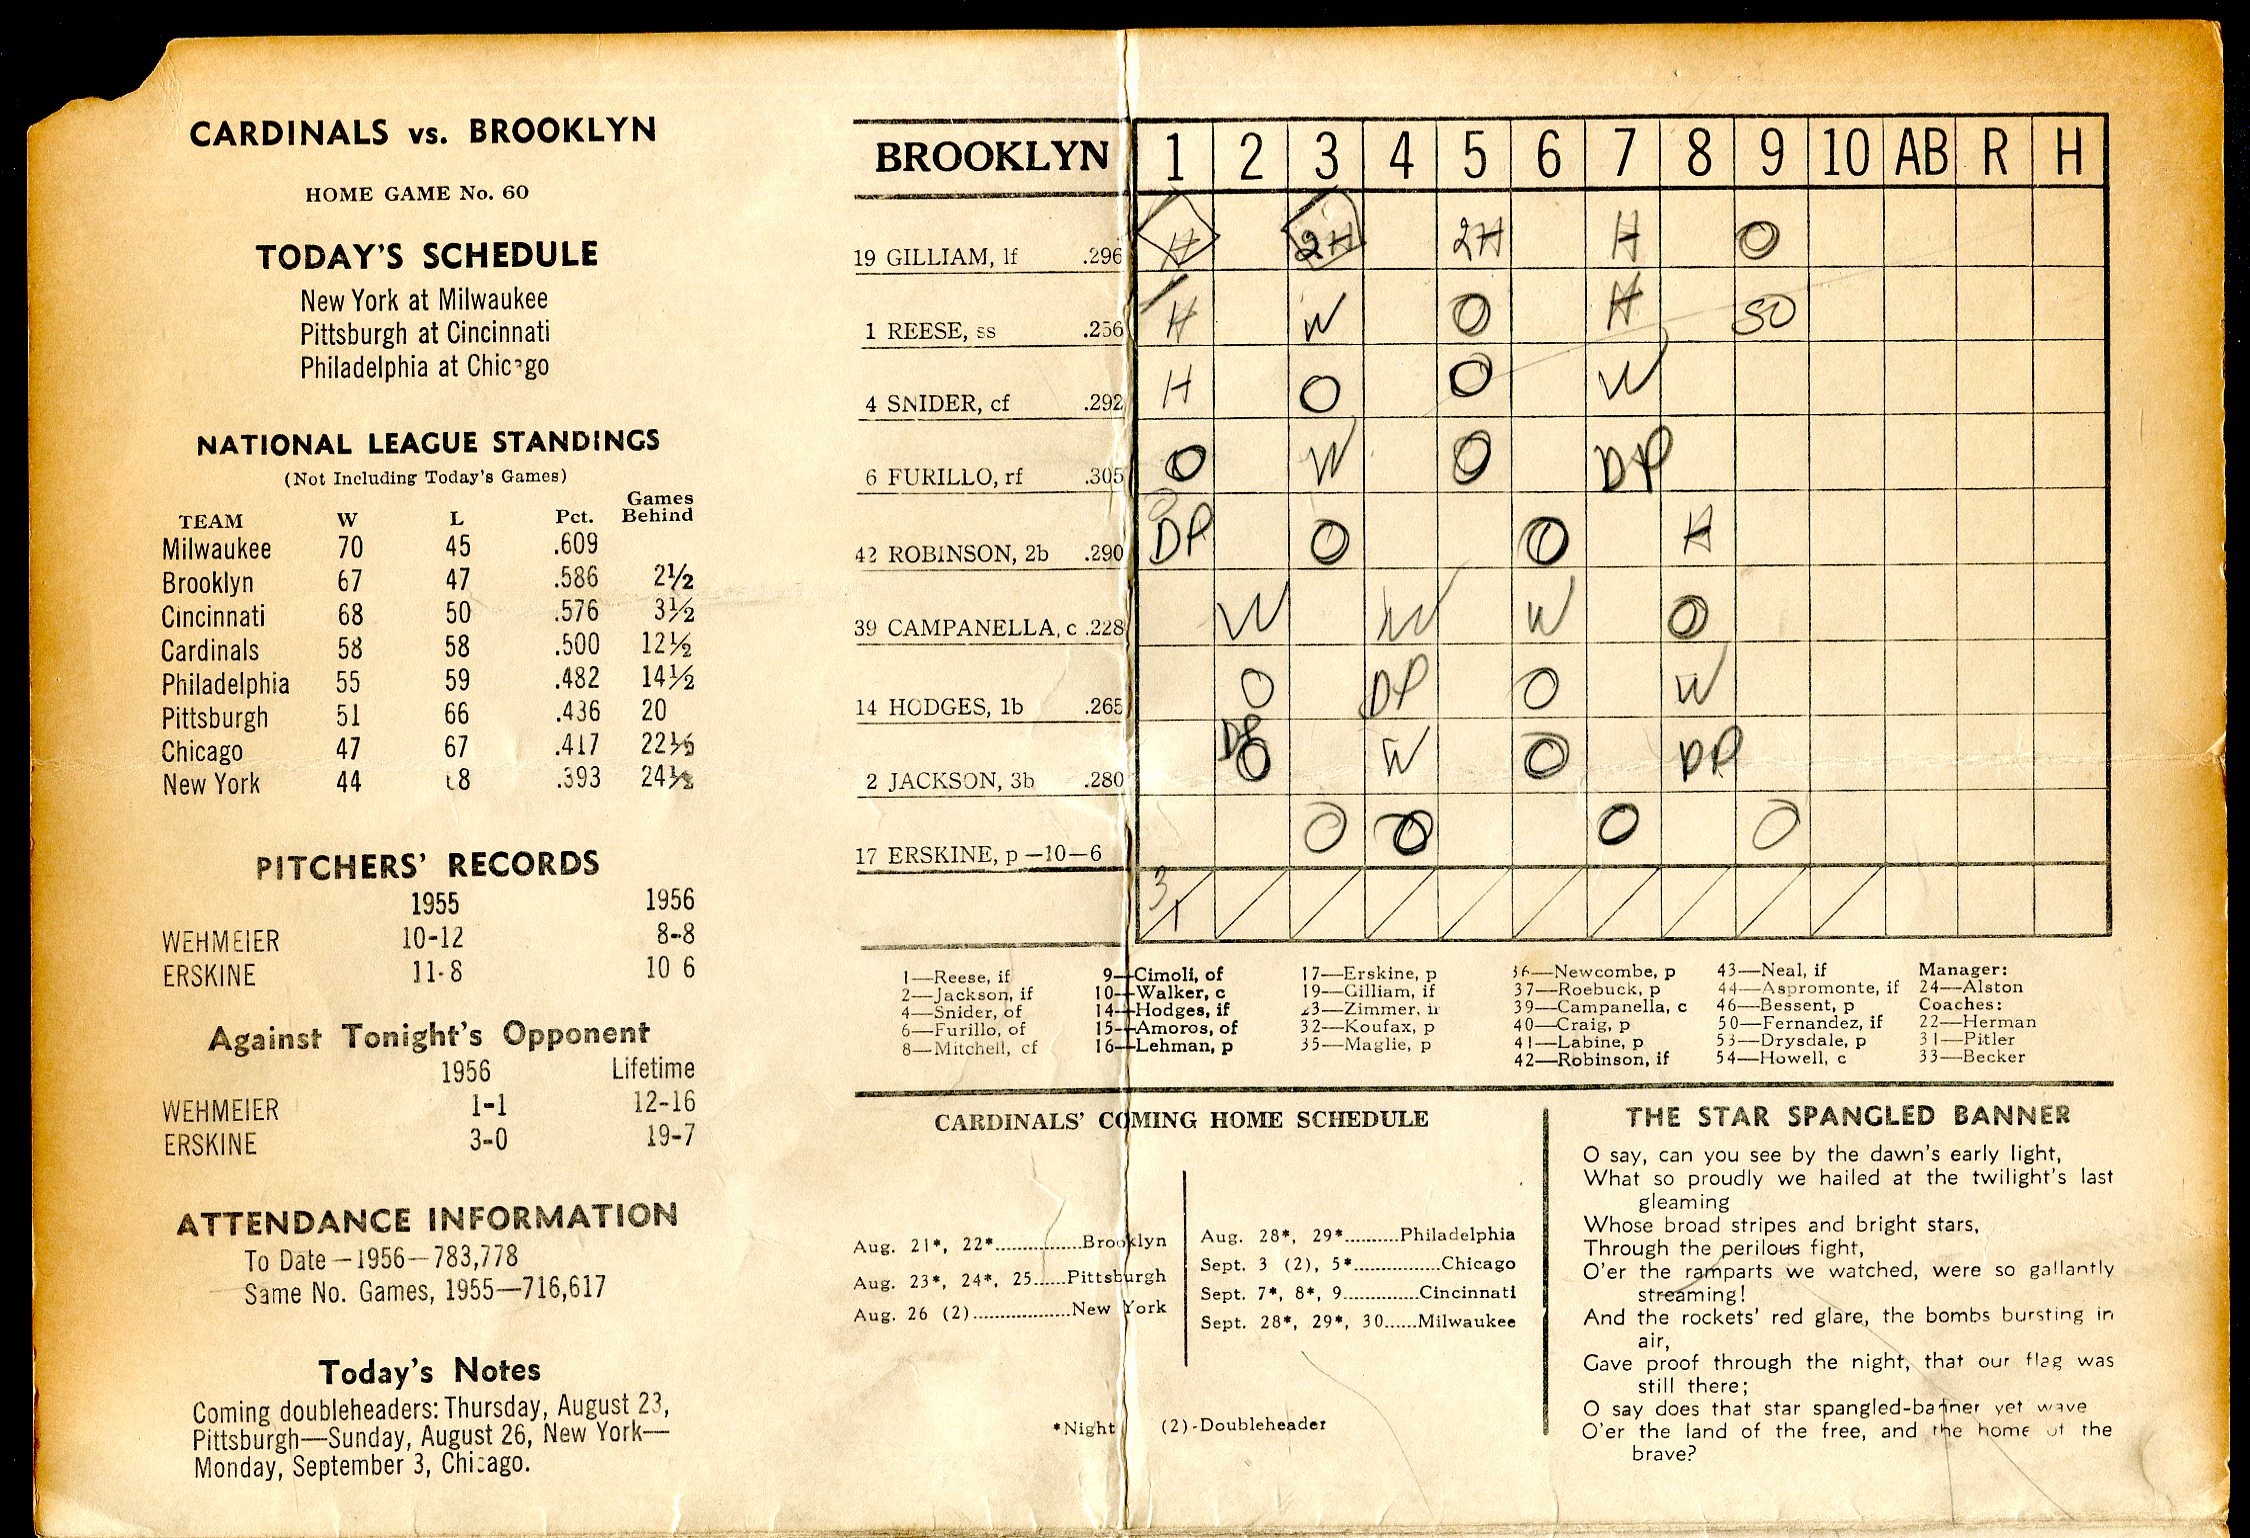 CARDINALS vs. BROOKLYN
HOME GAME No. 60
TODAY'S SCHEDULE
New York at Milwaukee
Pittsburgh at Cincinnati
Philadelphia at Chicago
NATIONAL LEAGUE STANDINGS
(Not Including Today's Games)
TEAM W L Pct. Games Behind
Milwaukee 70 45 .609
Brooklyn 67 47 .586 2½
Cincinnati 68 50 .576 3½
Cardinals 58 58 .500 12½
Philadelphia 55 59 .482 14½
Pittsburgh 51 66 .436 20
Chicago 47 67 .417 22½
New York 44 68 .393 24½
PITCHERS' RECORDS
1955 1956
WEHMEIER 10-12 8-8
ERSKINE 11-8 10 6
Against Tonight's Opponent
1956 Lifetime
WEHMEIER 1-1 12-16
ERSKINE 3-0 19-7
ATTENDANCE INFORMATION
To Date—1956—783,778
Same No. Games, 1955—716,617
Today's Notes
Coming doubleheaders: Thursday, August 23,
Pittsburgh—Sunday, August 26, New York—
Monday, September 3, Chicago.
BROOKLYN 1 2 3 4 5 6 7 8 9 10 AB R H
19 GILLIAM, lf .296 H 2H 2H H O
1 REESE, ss .256 H W O H SO
4 SNIDER, cf .292 H O O W
6 FURILLO, rf .305 O W O DP
42 ROBINSON, 2b .290 DP O O H
39 CAMPANELLA, c .228 W W W O
14 HODGES, 1b .265 O DP O W
2 JACKSON, 3b .280 DP O W O DP
17 ERSKINE, p—10—6 O O O O
3 1
1—Reese, if 9—Cimoli, of 17—Erskine, p 36—Newcombe, p 43—Neal, if Manager:
2—Jackson, if 10—Walker, c 19—Gilliam, if 37—Roebuck, p 44—Aspromonte, if 24—Alston
4—Snider, of 14—Hodges, if 23—Zimmer, if 39—Campanella, c 46—Bessent, p Coaches:
6—Furillo, of 15—Amoros, of 32—Koufax, p 40—Craig, p 50—Fernandez, if 22—Herman
8—Mitchell, cf 16—Lehman, p 35—Maglie, p 41—Labine, p 53—Drysdale, p 31—Pitler
42—Robinson, if 54—Howell, c 33—Becker
CARDINALS' COMING HOME SCHEDULE
Aug. 21*, 22*................Brooklyn
Aug. 23*, 24*, 25......Pittsburgh
Aug. 26 (2)..................New York
Aug. 28*, 29*..........Philadelphia
Sept. 3 (2), 5*................Chicago
Sept. 7*, 8*, 9..............Cincinnati
Sept. 28*, 29*, 30......Milwaukee
*Night (2)-Doubleheader
THE STAR SPANGLED BANNER
O say, can you see by the dawn's early light,
What so proudly we hailed at the twilight's last
gleaming
Whose broad stripes and bright stars,
Through the perilous fight,
O'er the ramparts we watched, were so gallantly
streaming!
And the rockets' red glare, the bombs bursting in
air,
Gave proof through the night, that our flag was
still there;
O say does that star spangled-banner yet wave
O'er the land of the free, and the home of the
brave?